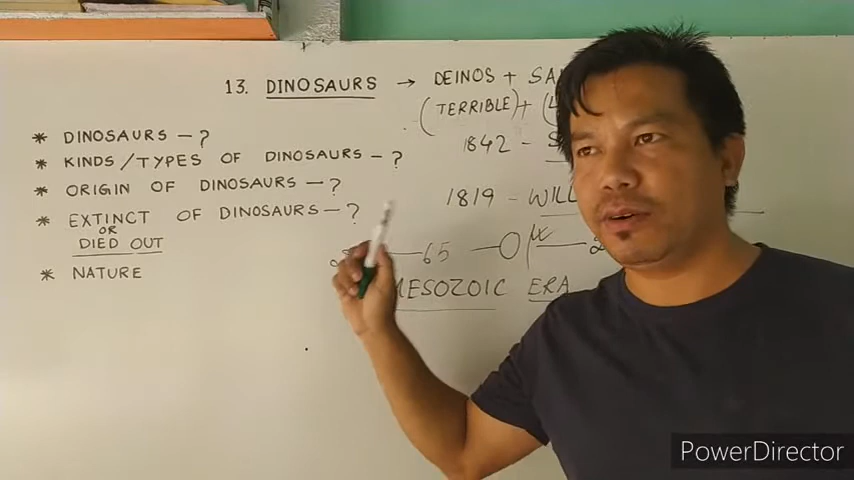 13. DINOSAURS → DEINOS +
(TERRIBLE) +
* DINOSAURS - ?
1842 -
* KINDS/TYPES OF DINOSAURS - ?
* ORIGIN OF DINOSAURS - ?
1819 -
* EXTINCT OF DINOSAURS - ?
OR
DIED OUT
65 — 0
* NATURE
MESOZOIC ERA
PowerDirector